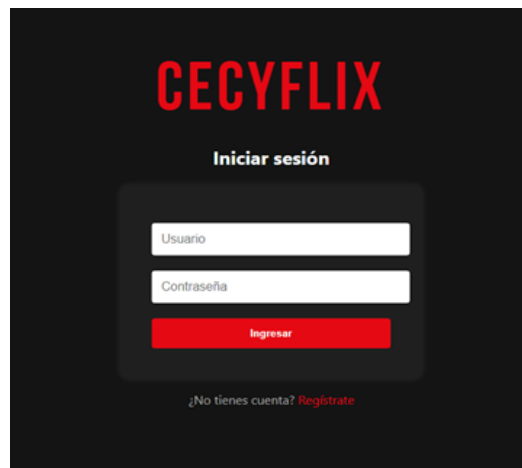 CECYFLIX
Iniciar sesión
Usuario
Contraseña
Ingresar
¿No tienes cuenta? Regístrate